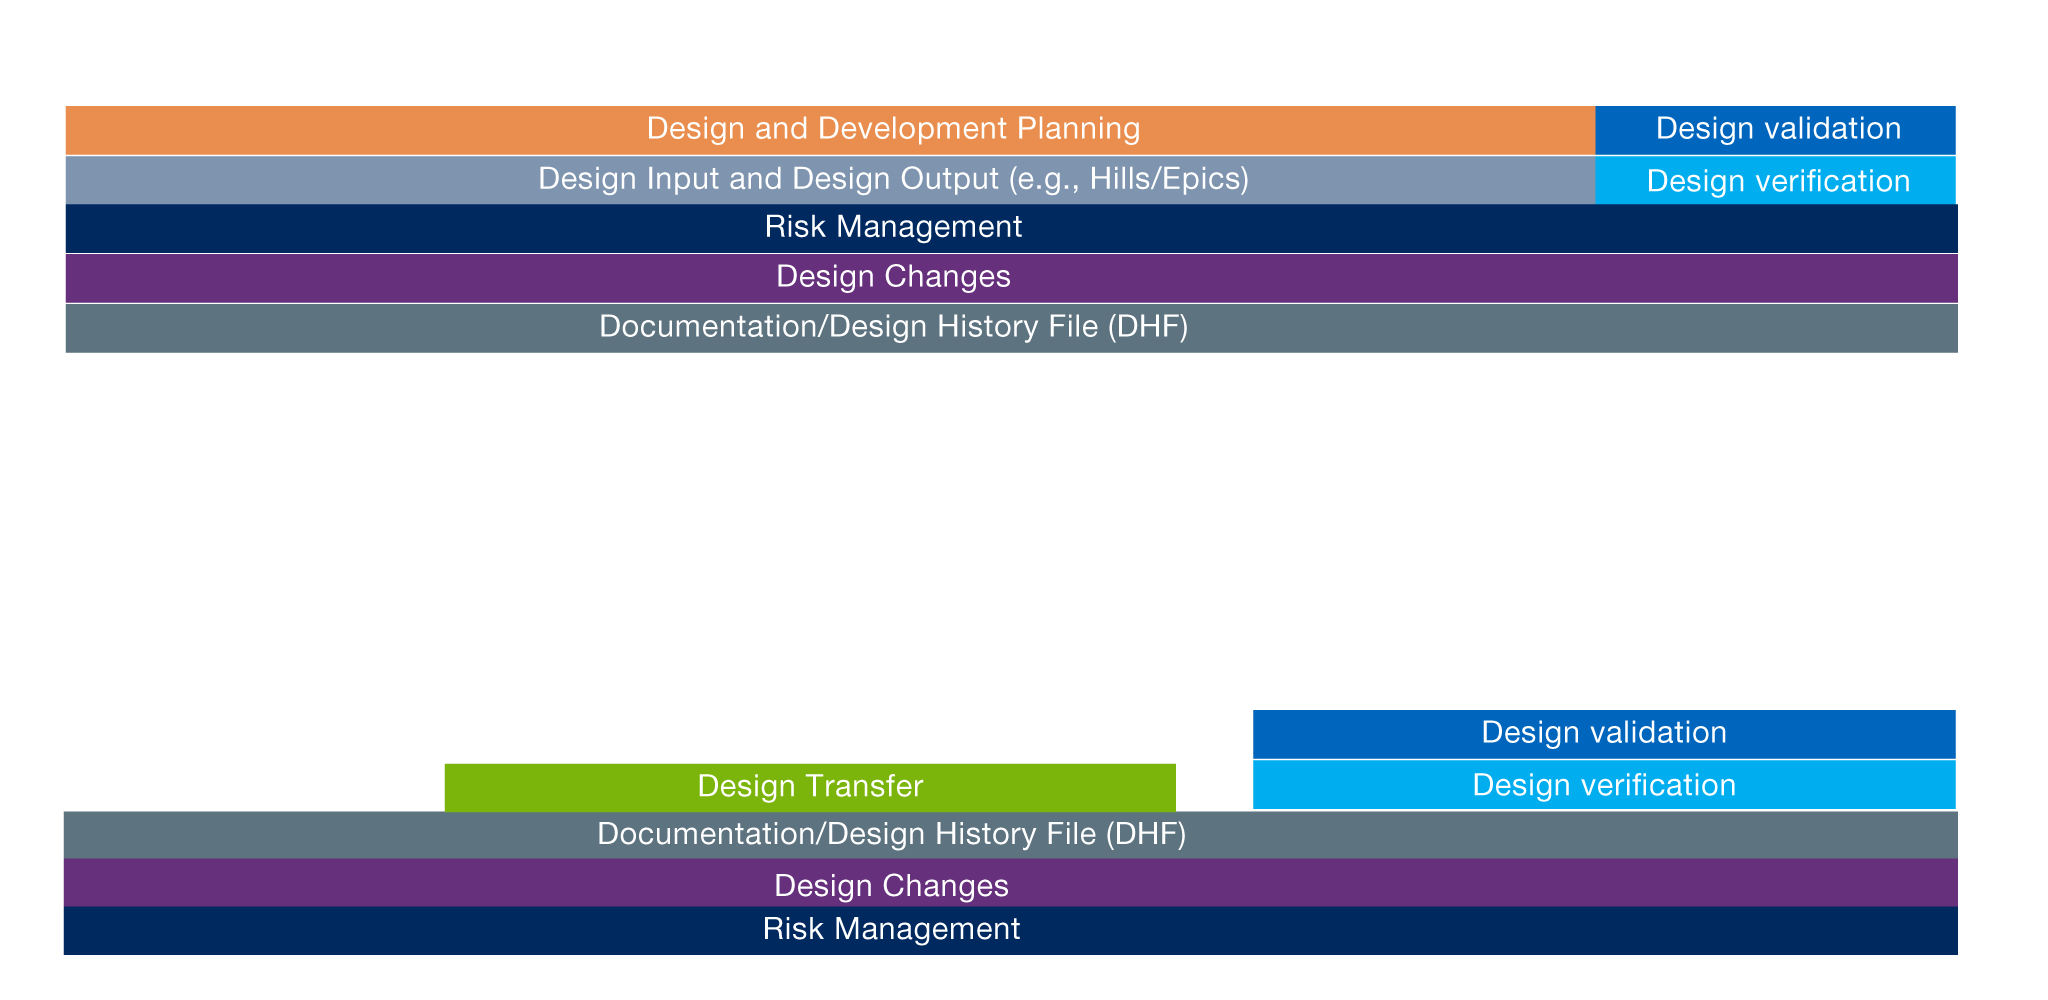 Design and Development Planning
Design validation
Design Input and Design Output (e.g., Hills/Epics)
Design verification
Risk Management
Design Changes
Documentation/Design History File (DHF)
Design validation
Design Transfer
Design verification
Documentation/Design History File (DHF)
Design Changes
Risk Management